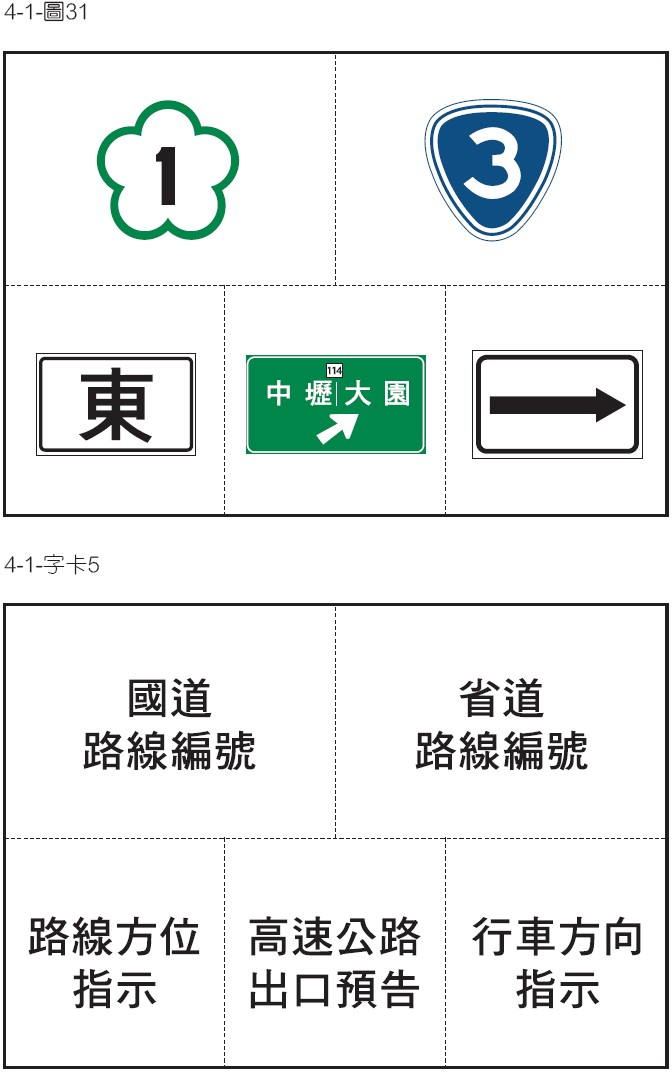 4-1-圖31
1
3
東
114
中壢大園
4-1-字卡5
國道
路線編號
省道
路線編號
路線方位
指示
高速公路
出口預告
行車方向
指示